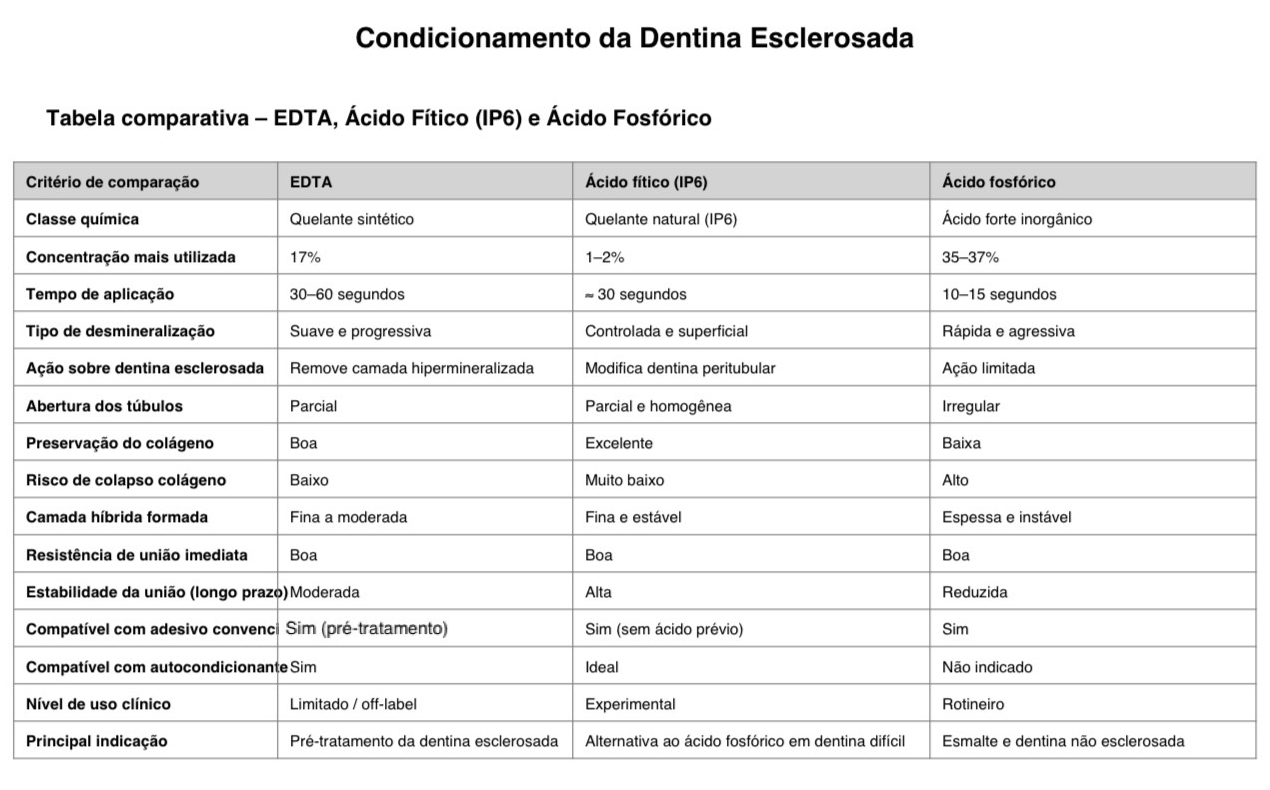 Condicionamento da Dentina Esclerosada
Tabela comparativa – EDTA, Ácido Fítico (IP6) e Ácido Fosfórico
Critério de comparação EDTA Ácido fítico (IP6) Ácido fosfórico
Classe química Quelante sintético Quelante natural (IP6) Ácido forte inorgânico
Concentração mais utilizada 17% 1–2% 35–37%
Tempo de aplicação 30–60 segundos ≈ 30 segundos 10–15 segundos
Tipo de desmineralização Suave e progressiva Controlada e superficial Rápida e agressiva
Ação sobre dentina esclerosada Remove camada hipermineralizada Modifica dentina peritubular Ação limitada
Abertura dos túbulos Parcial Parcial e homogênea Irregular
Preservação do colágeno Boa Excelente Baixa
Risco de colapso colágeno Baixo Muito baixo Alto
Camada híbrida formada Fina a moderada Fina e estável Espessa e instável
Resistência de união imediata Boa Boa Boa
Estabilidade da união (longo prazo) Moderada Alta Reduzida
Compatível com adesivo convenci Sim (pré-tratamento) Sim (sem ácido prévio) Sim
Compatível com autocondicionante Sim Ideal Não indicado
Nível de uso clínico Limitado / off-label Experimental Rotineiro
Principal indicação Pré-tratamento da dentina esclerosada Alternativa ao ácido fosfórico em dentina difícil Esmalte e dentina não esclerosada